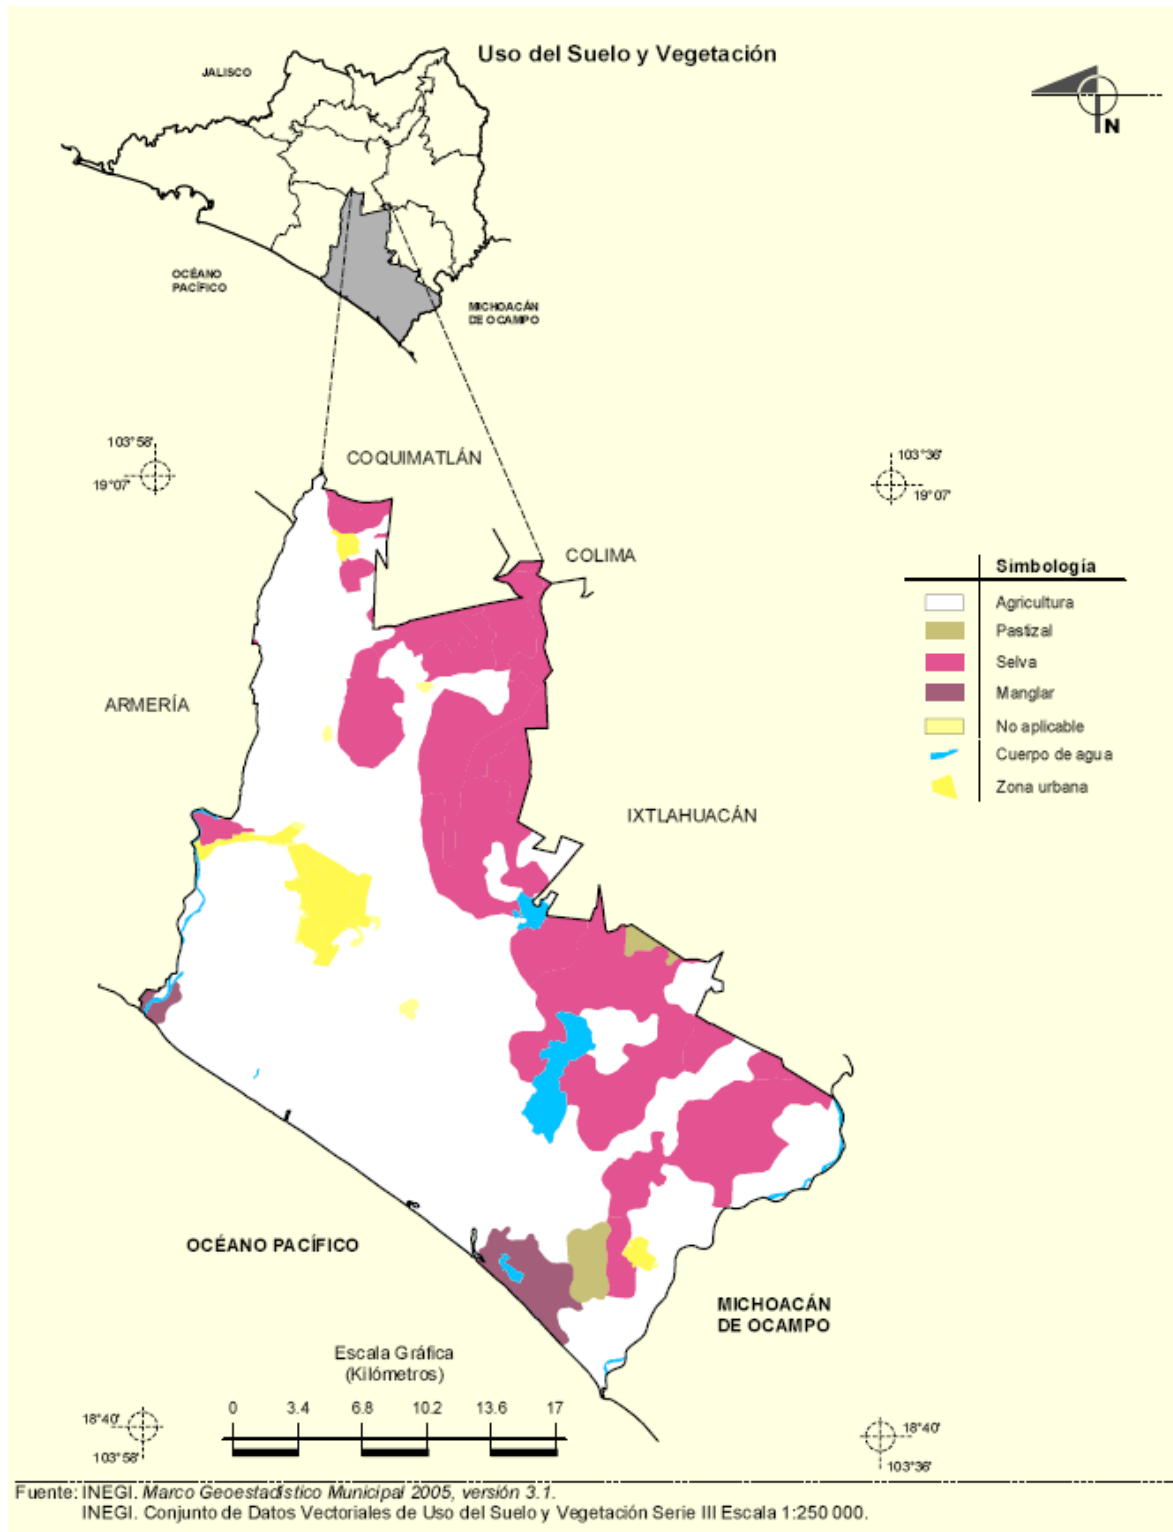 Uso del Suelo y Vegetación
JALISCO
N
OCÉANO
PACÍFICO
MICHOACÁN
DE OCAMPO
103°58'
19°07'
COQUIMATLÁN
103°36'
19°07'
COLIMA
Simbología
Agricultura
Pastizal
Selva
Manglar
No aplicable
Cuerpo de agua
Zona urbana
ARMERÍA
IXTLAHUACÁN
OCÉANO PACÍFICO
MICHOACÁN
DE OCAMPO
Escala Gráfica
(Kilómetros)
0 3.4 6.8 10.2 13.6 17
18°40'
103°58'
18°40'
103°36'
Fuente: INEGI. Marco Geoestadístico Municipal 2005, versión 3.1.
INEGI. Conjunto de Datos Vectoriales de Uso del Suelo y Vegetación Serie III Escala 1:250 000.